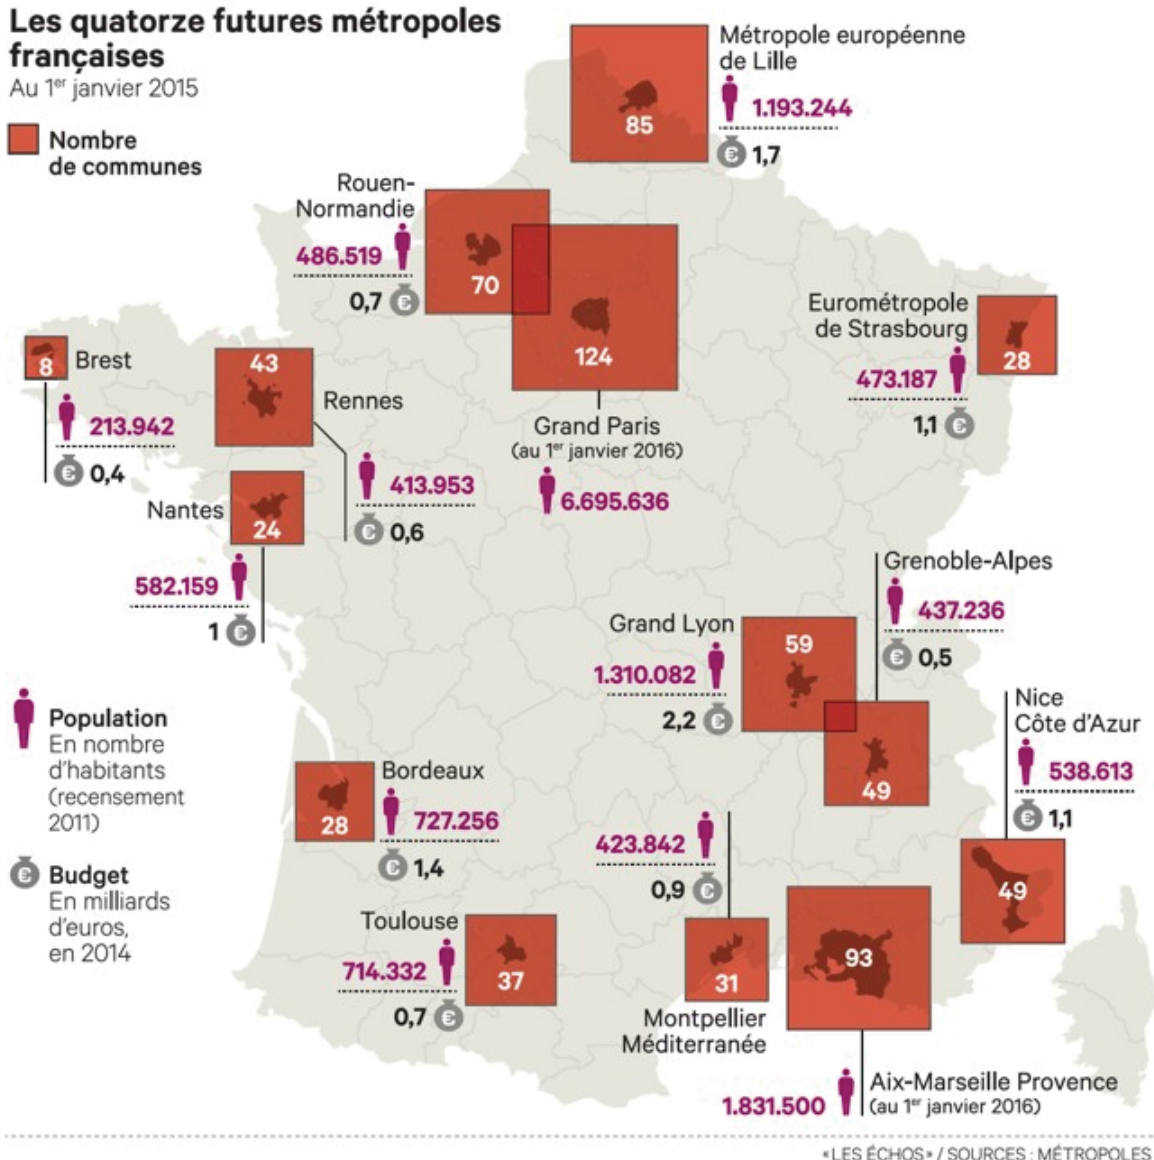 Les quatorze futures métropoles
françaises
Au 1er janvier 2015
Nombre
de communes
Métropole européenne
de Lille
85
1.193.244
1,7
Rouen-
Normandie
486.519
0,7
70
124
Grand Paris
(au 1er janvier 2016)
6.695.636
Eurométropole
de Strasbourg
28
473.187
1,1
8
Brest
213.942
0,4
43
Rennes
413.953
0,6
Nantes
24
582.159
1
Grenoble-Alpes
437.236
0,5
49
Grand Lyon
59
1.310.082
2,2
Nice
Côte d’Azur
538.613
1,1
49
Population
En nombre
d’habitants
(recensement
2011)
Budget
En milliards
d’euros,
en 2014
Bordeaux
28
727.256
1,4
423.842
0,9
31
Montpellier
Méditerranée
Toulouse
714.332
37
0,7
93
Aix-Marseille Provence
1.831.500
(au 1er janvier 2016)
«LES ÉCHOS» / SOURCES : MÉTROPOLES